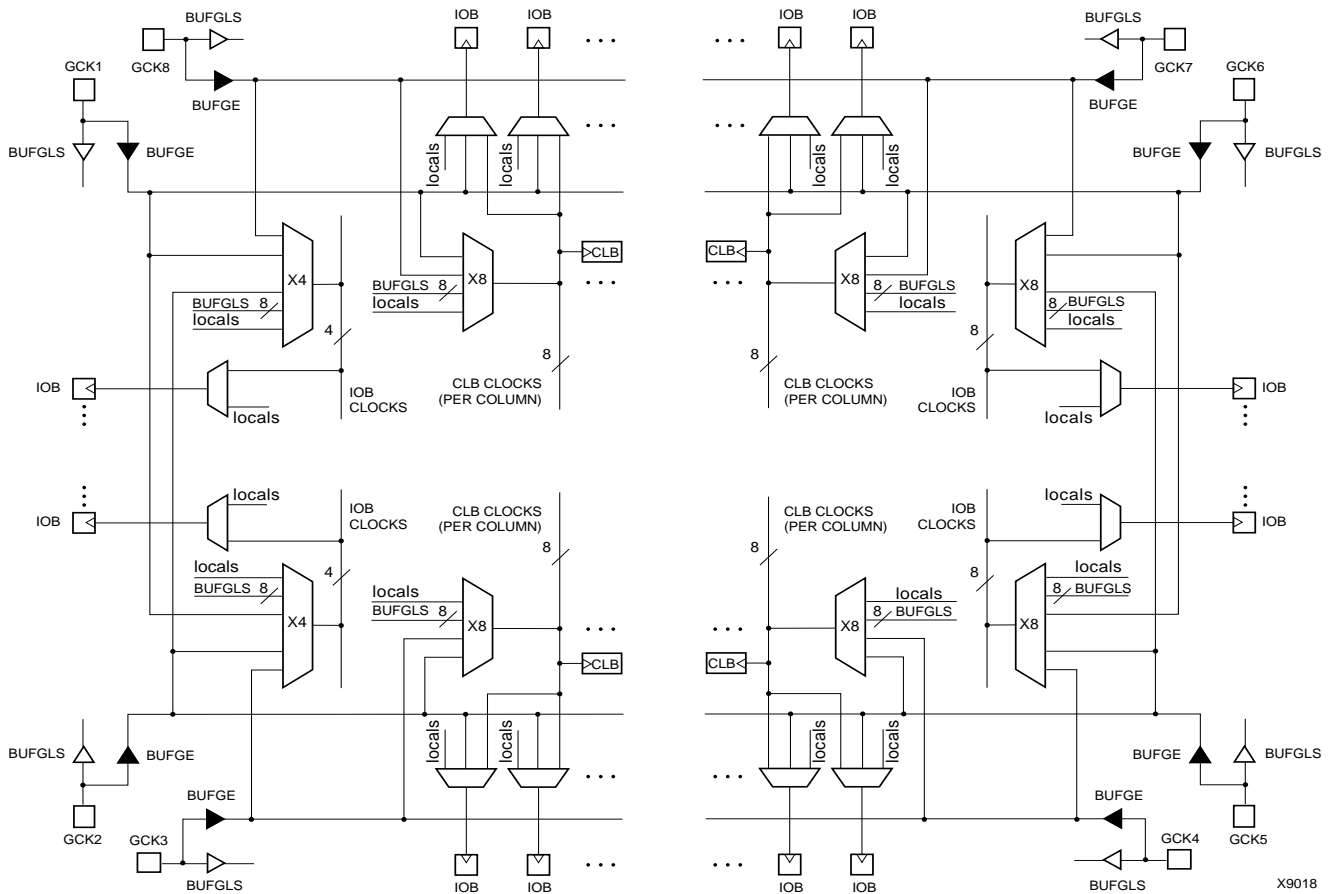 BUFGLS IOB IOB IOB IOB BUFGLS
GCK8 GCK7
GCK1 BUFGE BUFGE GCK6
BUFGLS BUFGE locals locals locals locals BUFGE BUFGLS
X4 X8 CLB CLB X8 X8
BUFGLS 8 BUFGLS 8 8 BUFGLS 8 BUFGLS
locals locals locals locals
4 8 8 8
IOB IOB CLOCKS CLB CLOCKS (PER COLUMN) CLB CLOCKS (PER COLUMN) IOB CLOCKS IOB
locals locals
locals locals
IOB IOB CLOCKS CLB CLOCKS (PER COLUMN) CLB CLOCKS (PER COLUMN) IOB CLOCKS IOB
8 8
locals 4 8 locals
BUFGLS 8 locals locals 8 BUFGLS
BUFGLS 8 8 BUFGLS
X4 X8 X8 X8
CLB CLB
BUFGLS BUFGE locals locals locals locals BUFGE BUFGLS
GCK2 BUFGE BUFGE GCK5
GCK3 GCK4
BUFGLS IOB IOB IOB IOB BUFGLS
X9018